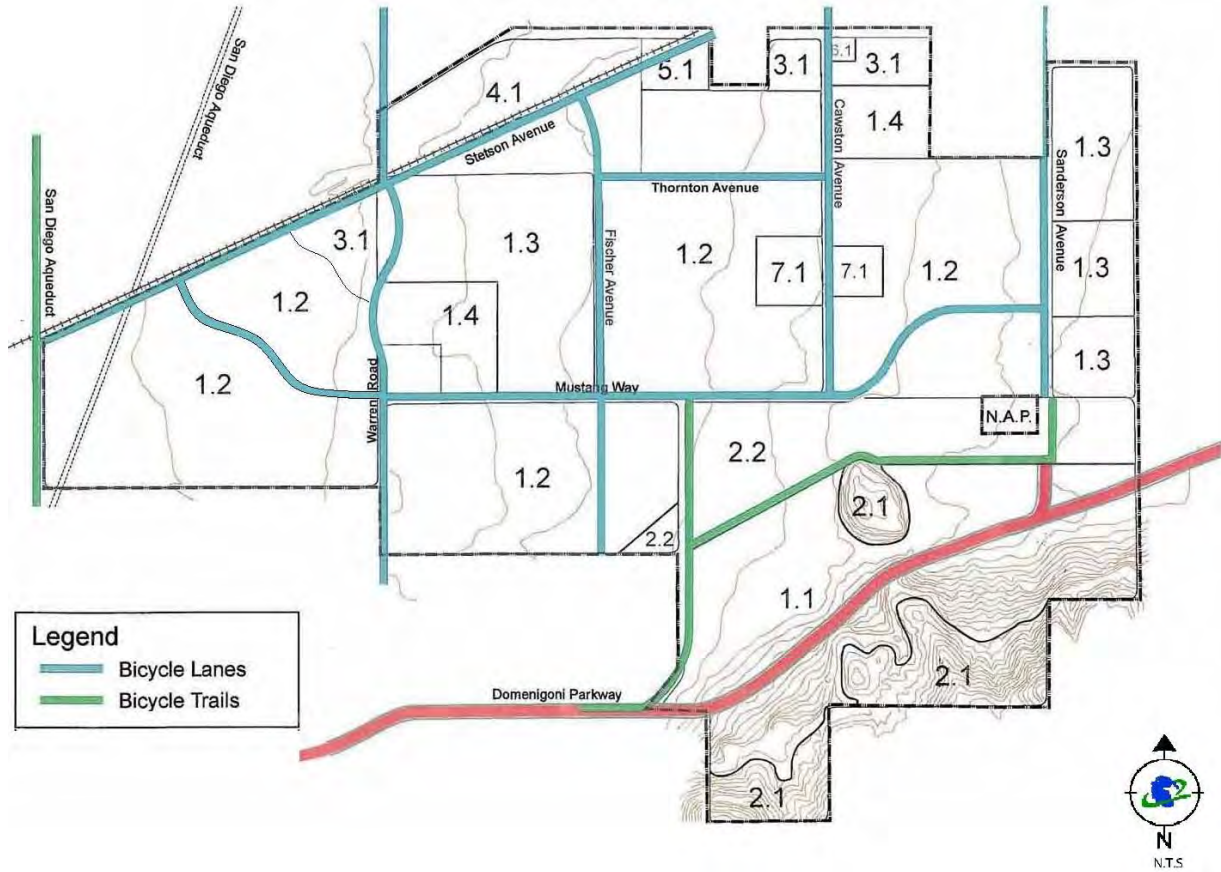 San Diego Aqueduct
San Diego Aqueduct
4.1
5.1
3.1
6.1
3.1
1.4
1.3
Stetson Avenue
Cawston Avenue
Sanderson Avenue
Thornton Avenue
3.1
1.3
Fischer Avenue
1.2
7.1
7.1
1.2
1.3
1.2
1.4
1.2
Warren Road
Mustang Way
1.3
N.A.P.
1.2
2.2
2.1
2.2
1.1
Legend
Bicycle Lanes
Bicycle Trails
Domenigoni Parkway
2.1
2.1
N
N.T.S